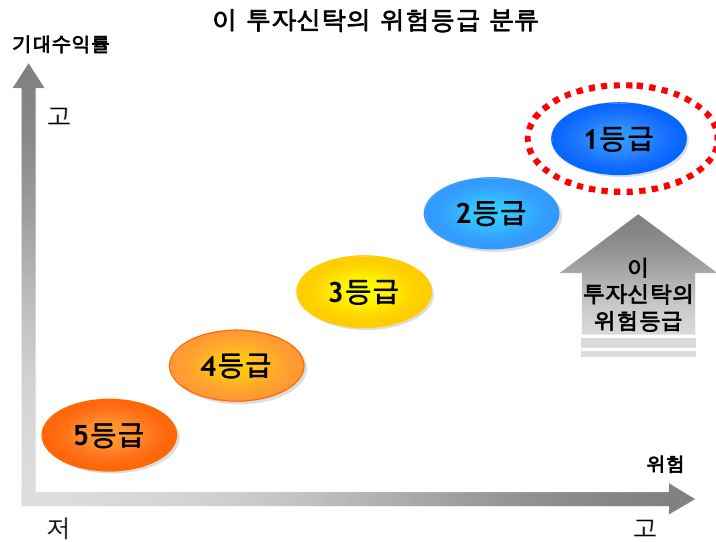 이 투자신탁의 위험등급 분류
기대수익률
고
1등급
2등급
이
투자신탁의
위험등급
3등급
4등급
5등급
위험
저
고